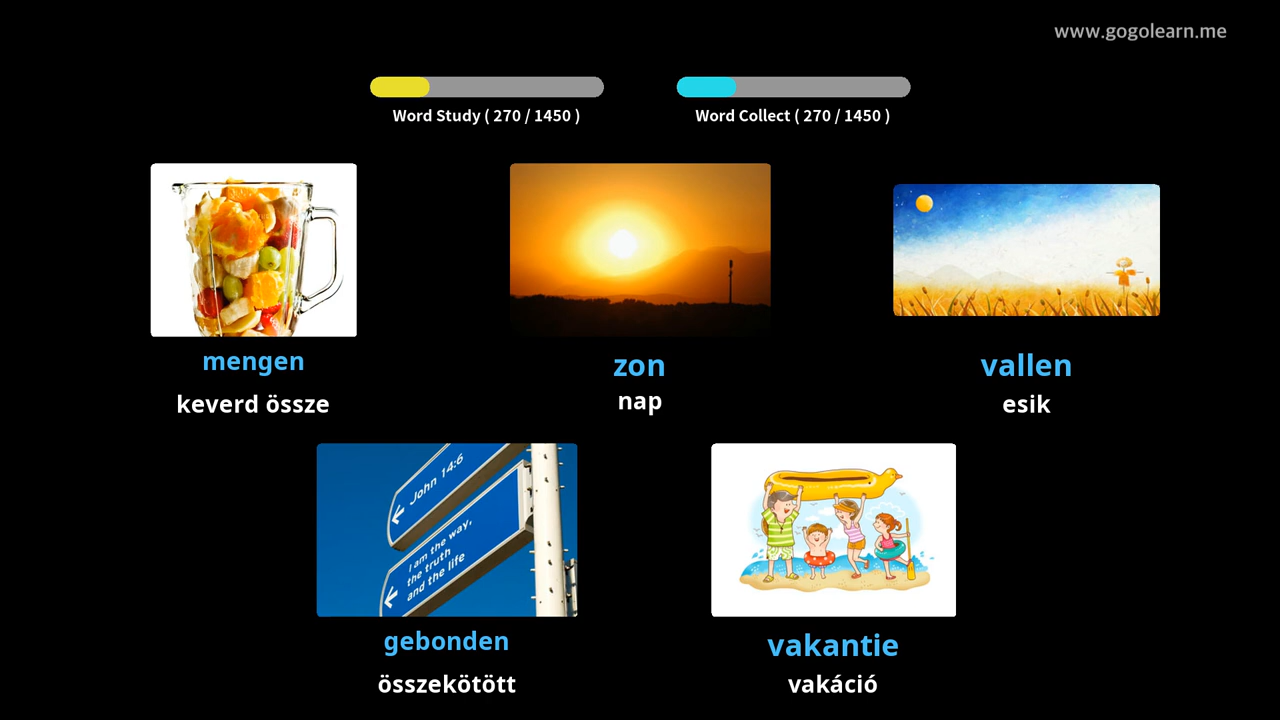 www.gogolearn.me
Word Study ( 270 / 1450 )
Word Collect ( 270 / 1450 )
mengen
keverd össze
zon
nap
vallen
esik
John 14:6
I am the way,
the truth
and the life
gebonden
összekötött
vakantie
vakáció